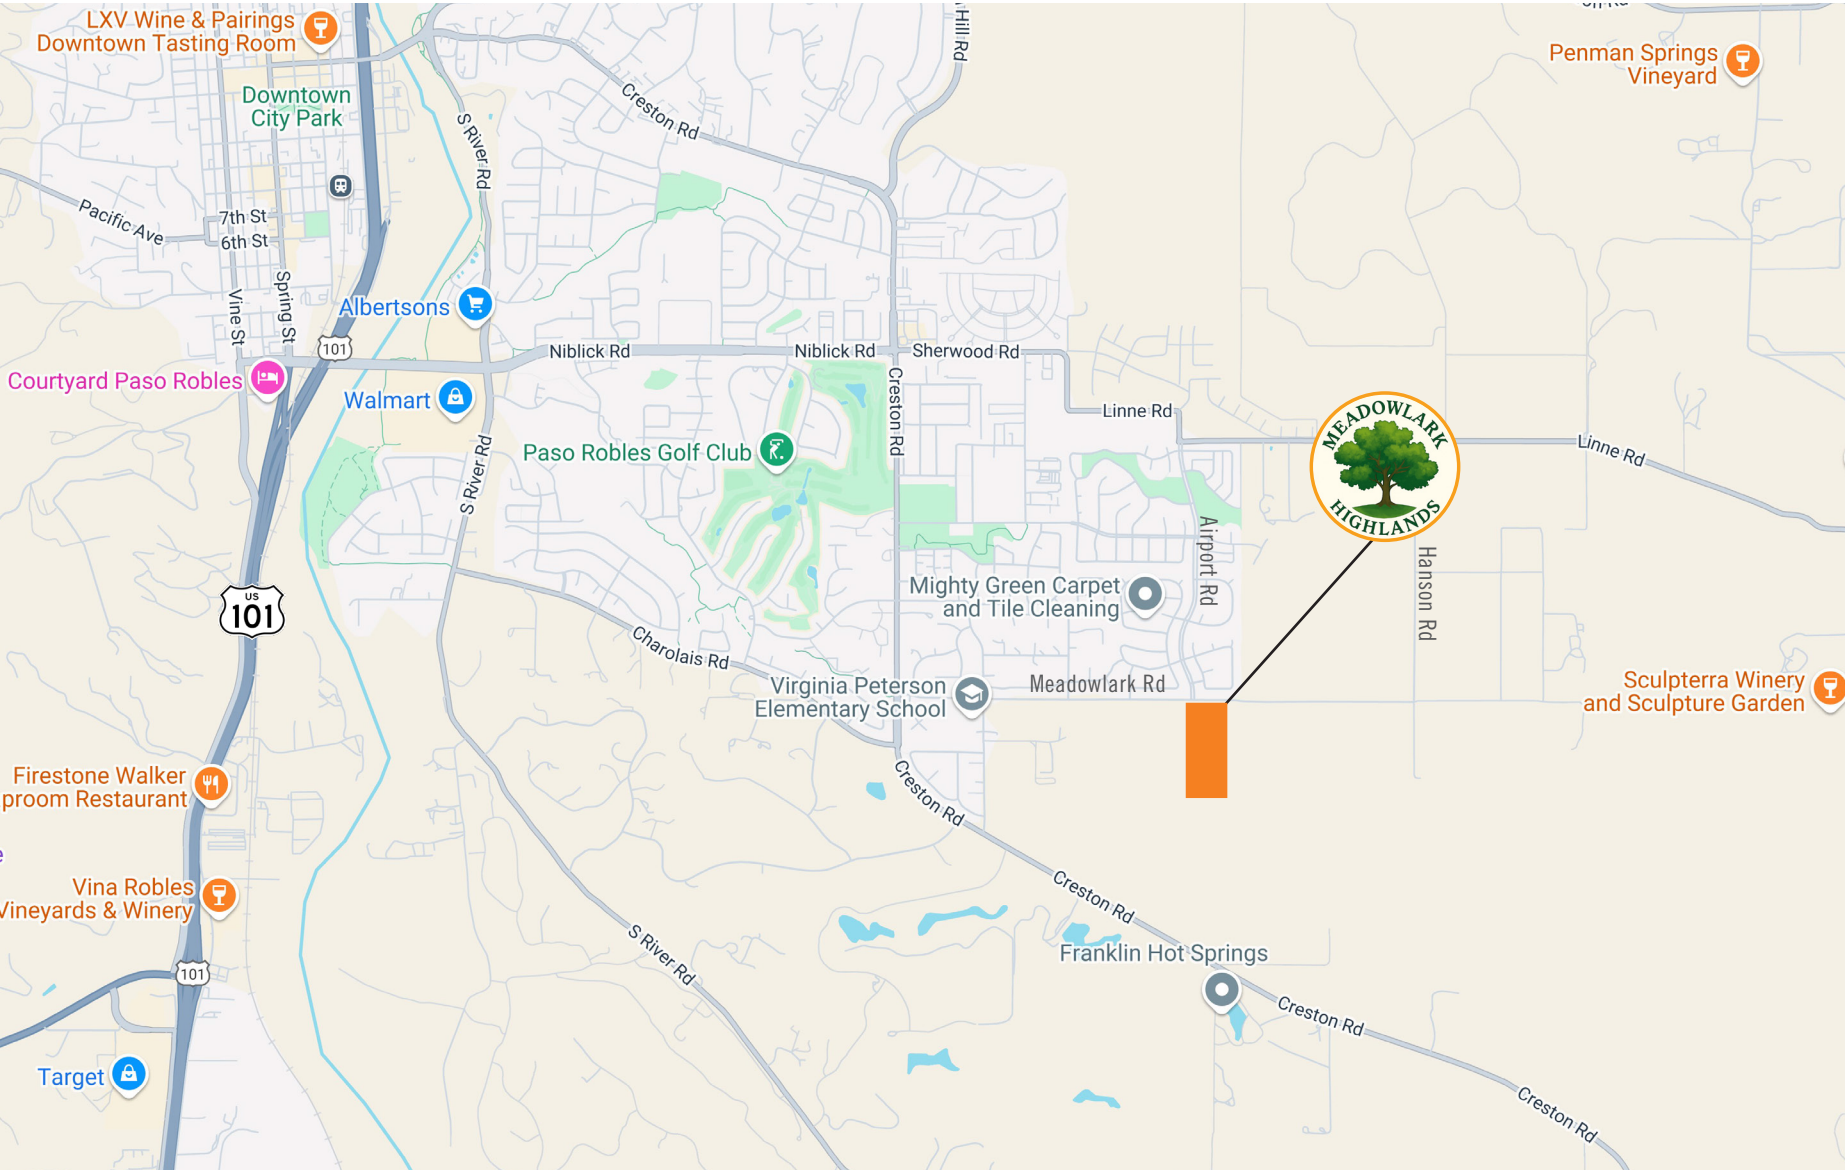 LXV Wine & Pairings
Downtown Tasting Room
Hill Rd
Penman Springs
Vineyard
Downtown
City Park
Creston Rd
S River Rd
Pacific Ave
7th St
6th St
Vine St
Spring St
Albertsons
101
Niblick Rd
Niblick Rd
Sherwood Rd
Courtyard Paso Robles
Walmart
Creston Rd
Linne Rd
Linne Rd
MEADOWLARK
HIGHLANDS
Paso Robles Golf Club
S River Rd
Airport Rd
Hanson Rd
US
101
Mighty Green Carpet
and Tile Cleaning
Charolais Rd
Virginia Peterson
Elementary School
Meadowlark Rd
Sculpterra Winery
and Sculpture Garden
Firestone Walker
proom Restaurant
Creston Rd
Vina Robles
Vineyards & Winery
Creston Rd
S River Rd
Franklin Hot Springs
101
Creston Rd
Target
Creston Rd